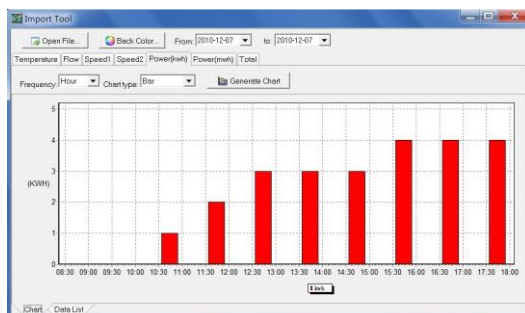 Import Tool
Open File... Back Color... From: 2010-12-07 to: 2010-12-07
Temperature Flow Speed1 Speed2 Power(kwh) Power(mwh) Total
Frequency: Hour Chart type: Bar Generate Chart
5
4
(KWH)
3
2
1
0
08:30 09:00 09:30 10:00 10:30 11:00 11:30 12:00 12:30 13:00 13:30 14:00 14:30 15:00 15:30 16:00 16:30 17:00 17:30 18:00
Chart Data List